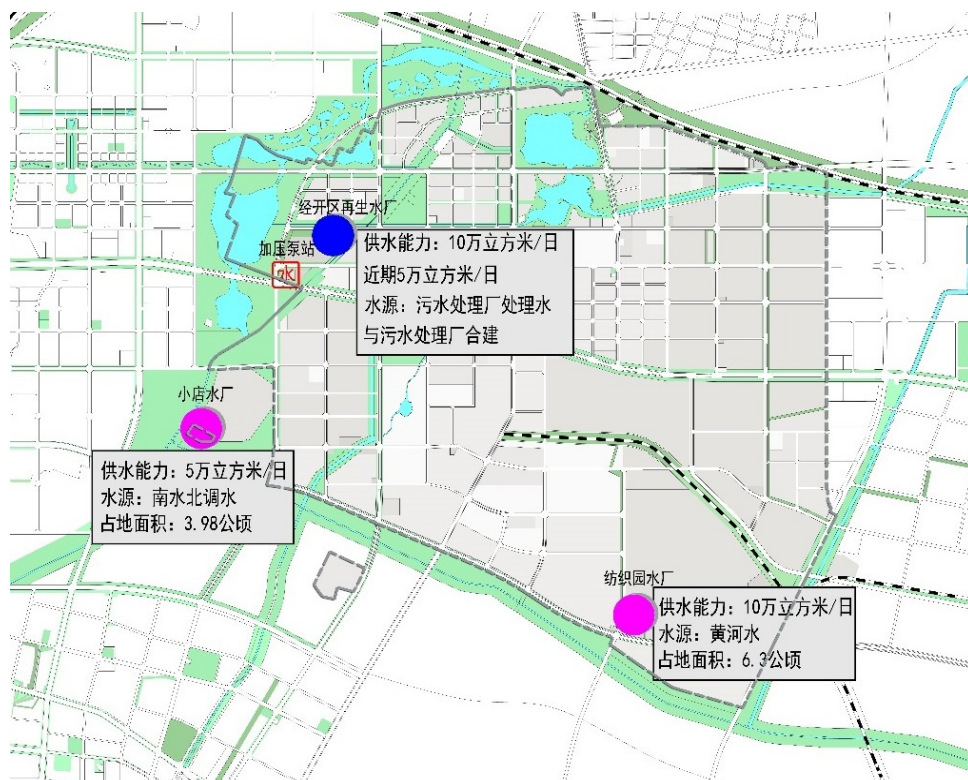 经开区再生水厂
供水能力：10万立方米/日
近期5万立方米/日
水源：污水处理厂处理水
与污水处理厂合建
加压泵站
水
小店水厂
供水能力：5万立方米/日
水源：南水北调水
占地面积：3.98公顷
纺织园水厂
供水能力：10万立方米/日
水源：黄河水
占地面积：6.3公顷